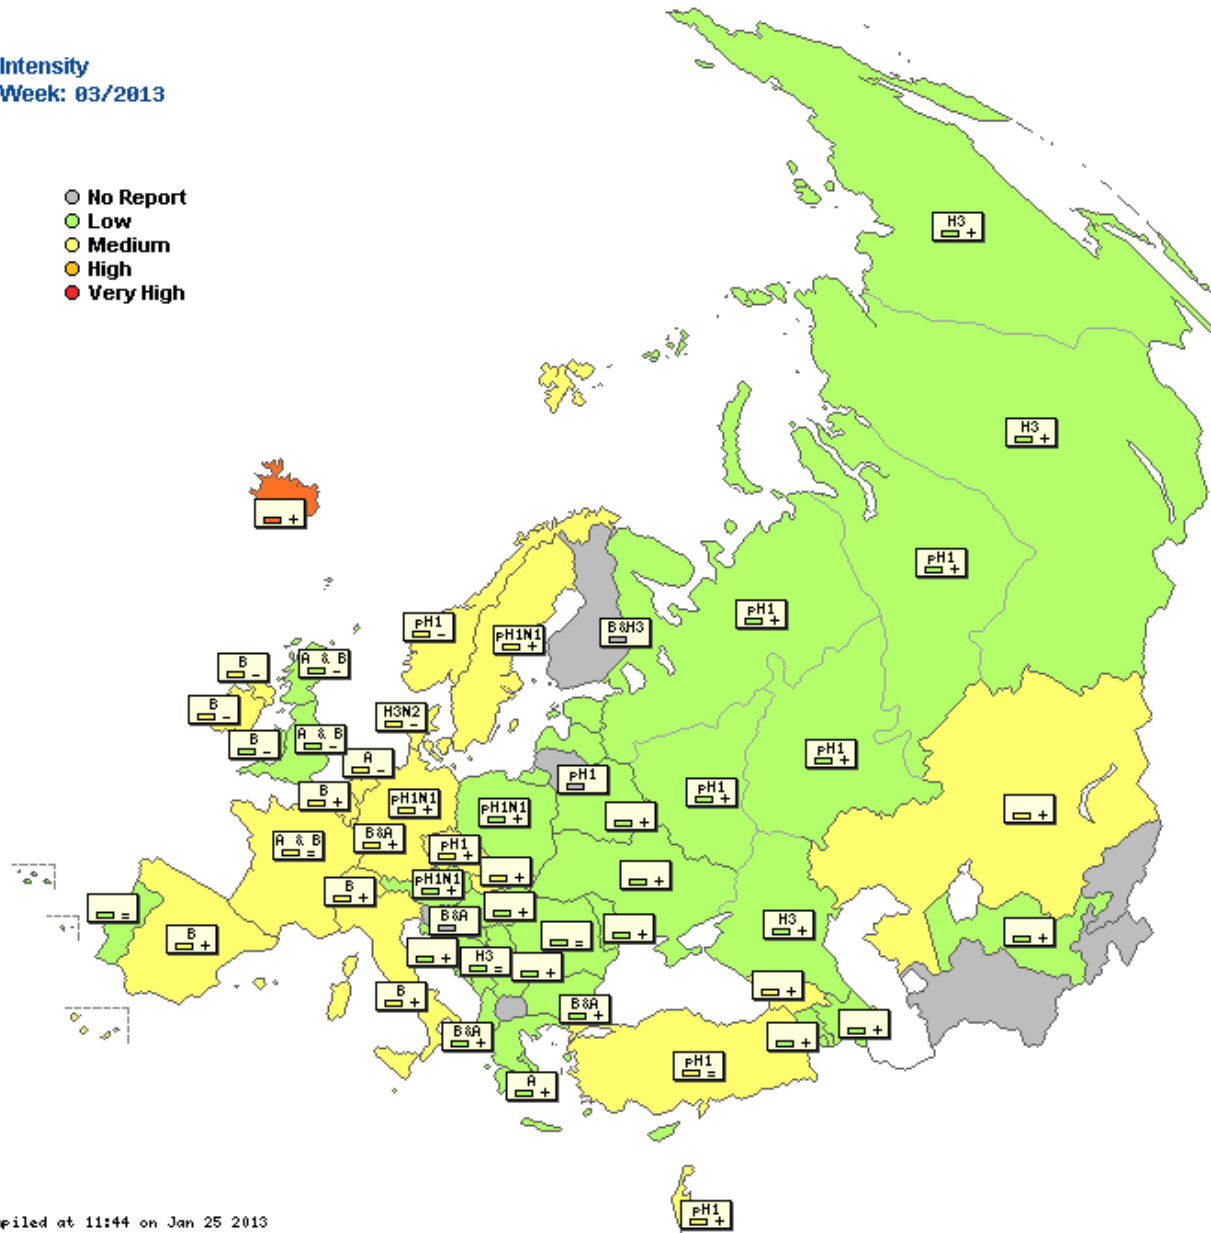 Intensity
Week: 03/2013
No Report
Low
Medium
High
Very High
H3
+
H3
+
pH1
+
+
pH1
+
pH1
-
pH1N1
+
B&H3
A & B
-
B
-
B
-
H3N2
-
B
-
A & B
-
A
-
pH1
+
pH1
pH1
+
B
+
pH1N1
+
pH1N1
+
+
+
A & B
=
B&A
+
pH1
+
+
+
B
+
pH1N1
+
+
=
B
+
B&A
+
=
+
H3
+
+
+
H3
=
+
B
+
+
B&A
+
B&A
+
+
+
pH1
=
A
+
pH1
+
piled at 11:44 on Jan 25 2013